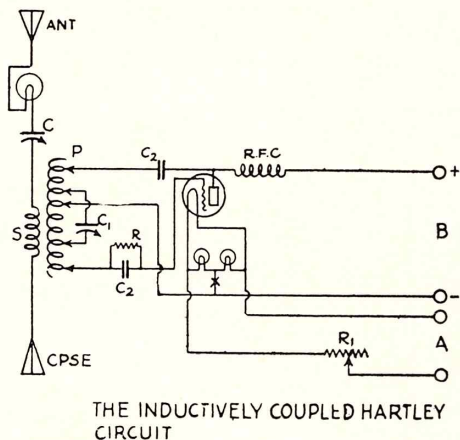 ANT
C
P
C2
R.F.C
+
S
C1
R
B
C2
-
A
R1
CPSE
THE INDUCTIVELY COUPLED HARTLEY
CIRCUIT